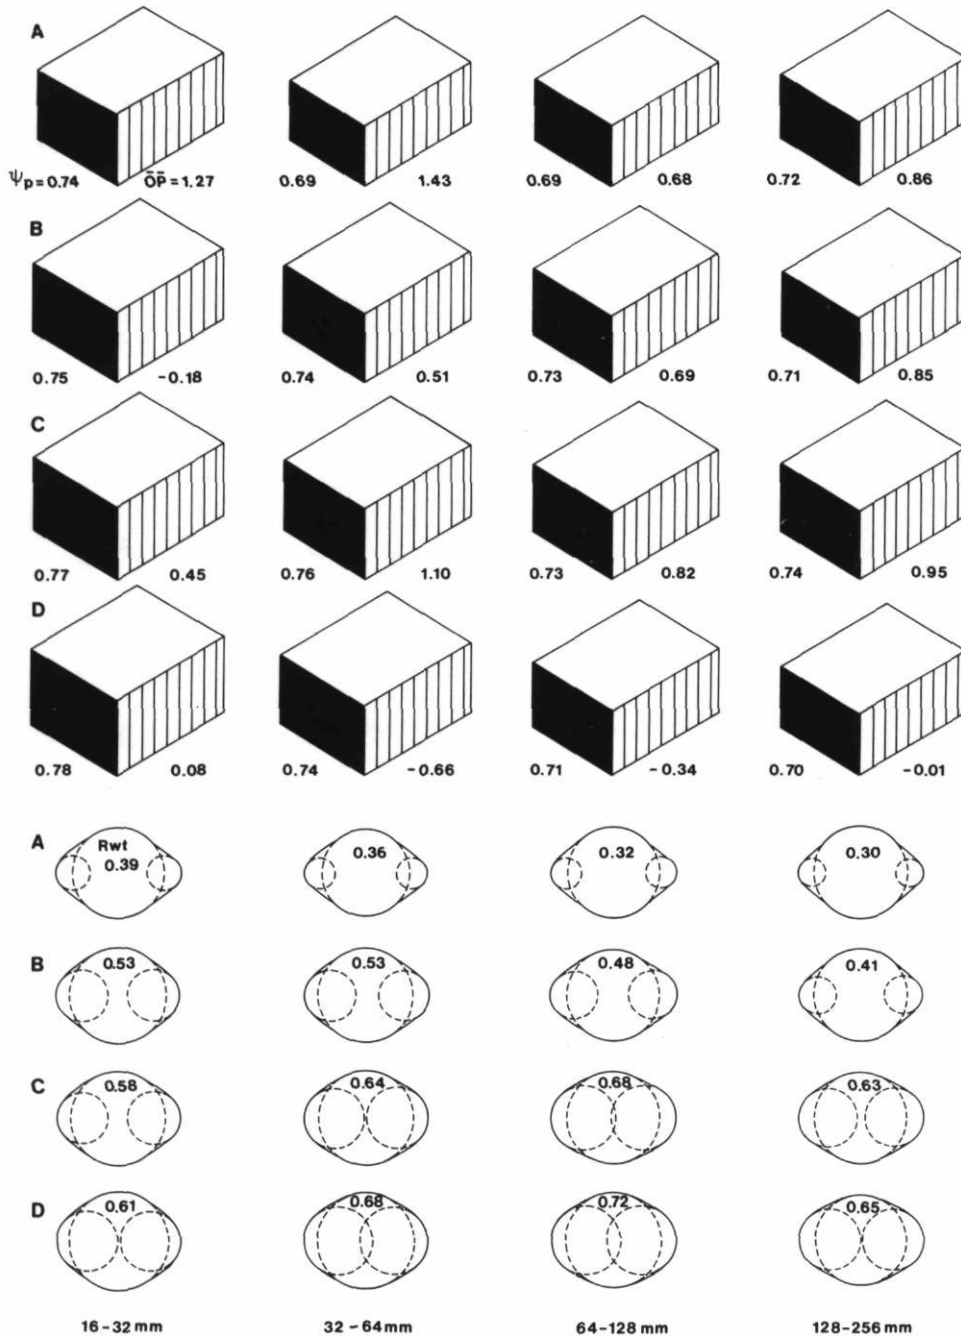 A
Ψp = 0.74 ŌP̄ = 1.27 0.69 1.43 0.69 0.68 0.72 0.86
B
0.75 -0.18 0.74 0.51 0.73 0.69 0.71 0.85
C
0.77 0.45 0.76 1.10 0.73 0.82 0.74 0.95
D
0.78 0.08 0.74 -0.66 0.71 -0.34 0.70 -0.01
A Rwt
0.39 0.36 0.32 0.30
B 0.53 0.53 0.48 0.41
C 0.58 0.64 0.68 0.63
D 0.61 0.68 0.72 0.65
16-32 mm 32-64 mm 64-128 mm 128-256 mm